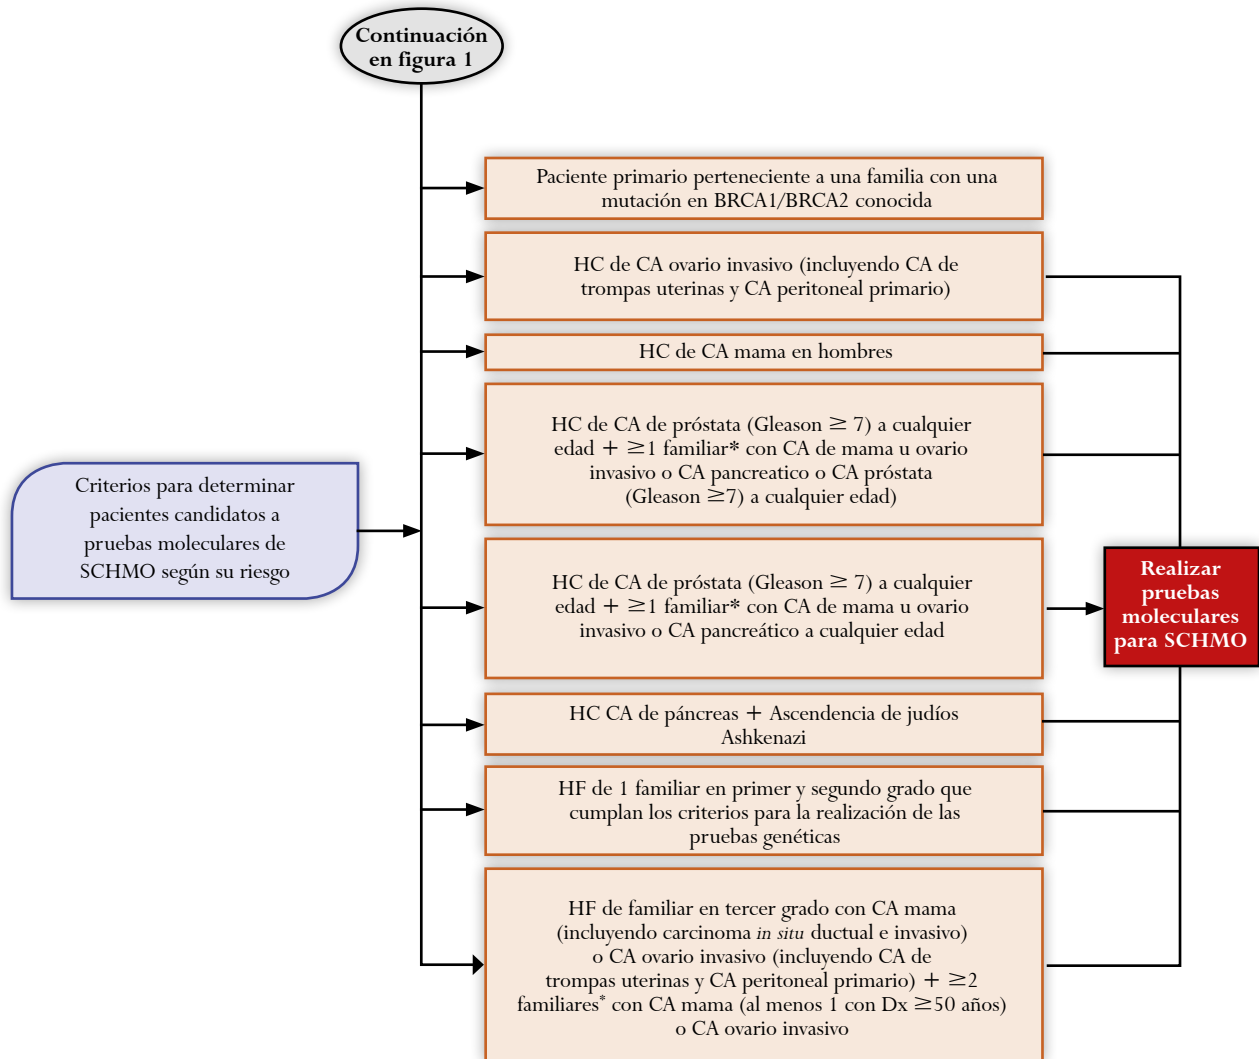 Continuación
en figura 1
Paciente primario perteneciente a una familia con una
mutación en BRCA1/BRCA2 conocida
HC de CA ovario invasivo (incluyendo CA de
trompas uterinas y CA peritoneal primario)
HC de CA mama en hombres
HC de CA de próstata (Gleason ≥ 7) a cualquier
edad + ≥1 familiar* con CA de mama u ovario
invasivo o CA pancreatico o CA próstata
(Gleason ≥7) a cualquier edad)
Criterios para determinar
pacientes candidatos a
pruebas moleculares de
SCHMO según su riesgo
HC de CA de próstata (Gleason ≥ 7) a cualquier
edad + ≥1 familiar* con CA de mama u ovario
invasivo o CA pancreático a cualquier edad
Realizar
pruebas
moleculares
para SCHMO
HC CA de páncreas + Ascendencia de judíos
Ashkenazi
HF de 1 familiar en primer y segundo grado que
cumplan los criterios para la realización de las
pruebas genéticas
HF de familiar en tercer grado con CA mama
(incluyendo carcinoma in situ ductual e invasivo)
o CA ovario invasivo (incluyendo CA de
trompas uterinas y CA peritoneal primario) + ≥2
familiares* con CA mama (al menos 1 con Dx ≥50 años)
o CA ovario invasivo